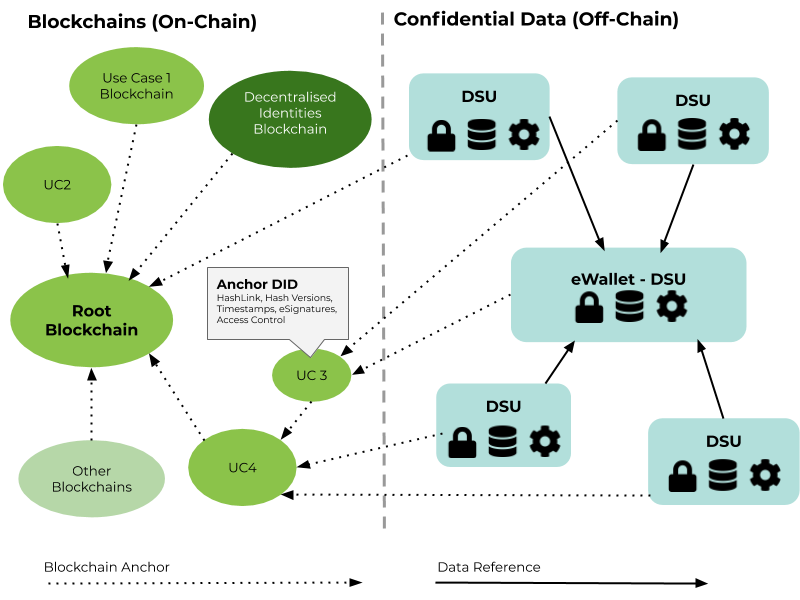 Blockchains (On-Chain)
Confidential Data (Off-Chain)
Use Case 1
Blockchain
Decentralised
Identities
Blockchain
DSU
DSU
UC2
Anchor DID
HashLink, Hash Versions,
Timestamps, eSignatures,
Access Control
eWallet - DSU
Root
Blockchain
UC 3
DSU
DSU
UC4
Other
Blockchains
Blockchain Anchor
Data Reference